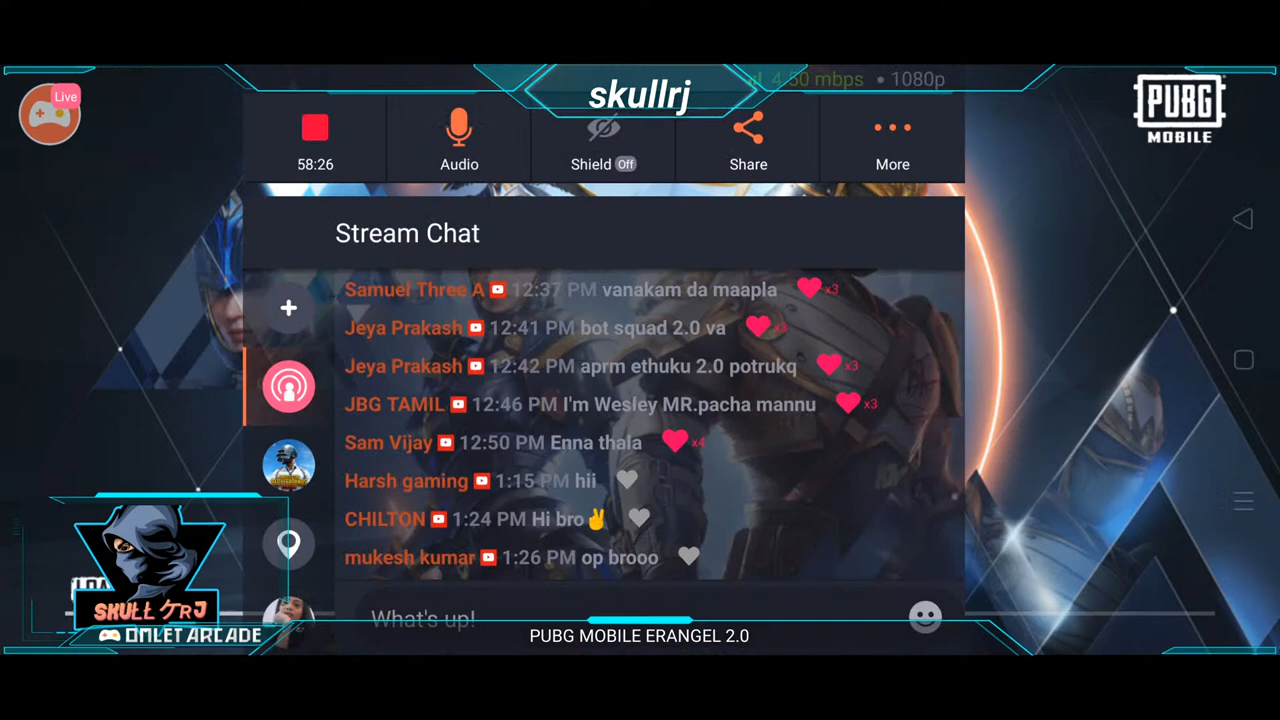 skullrj
4.50 mbps • 1080p
Live
PUBG
MOBILE
58:26
Audio
Shield Off
Share
More
Stream Chat
Samuel Three A 12:37 PM vanakam da maapla x3
Jeya Prakash 12:41 PM bot squad 2.0 va x3
Jeya Prakash 12:42 PM aprm ethuku 2.0 potrukq x3
JBG TAMIL 12:46 PM I'm Wesley MR.pacha mannu x3
Sam Vijay 12:50 PM Enna thala x4
Harsh gaming 1:15 PM hii
CHILTON 1:24 PM Hi bro✌
mukesh kumar 1:26 PM op brooo
What's up!
OMLET ARCADE
PUBG MOBILE ERANGEL 2.0